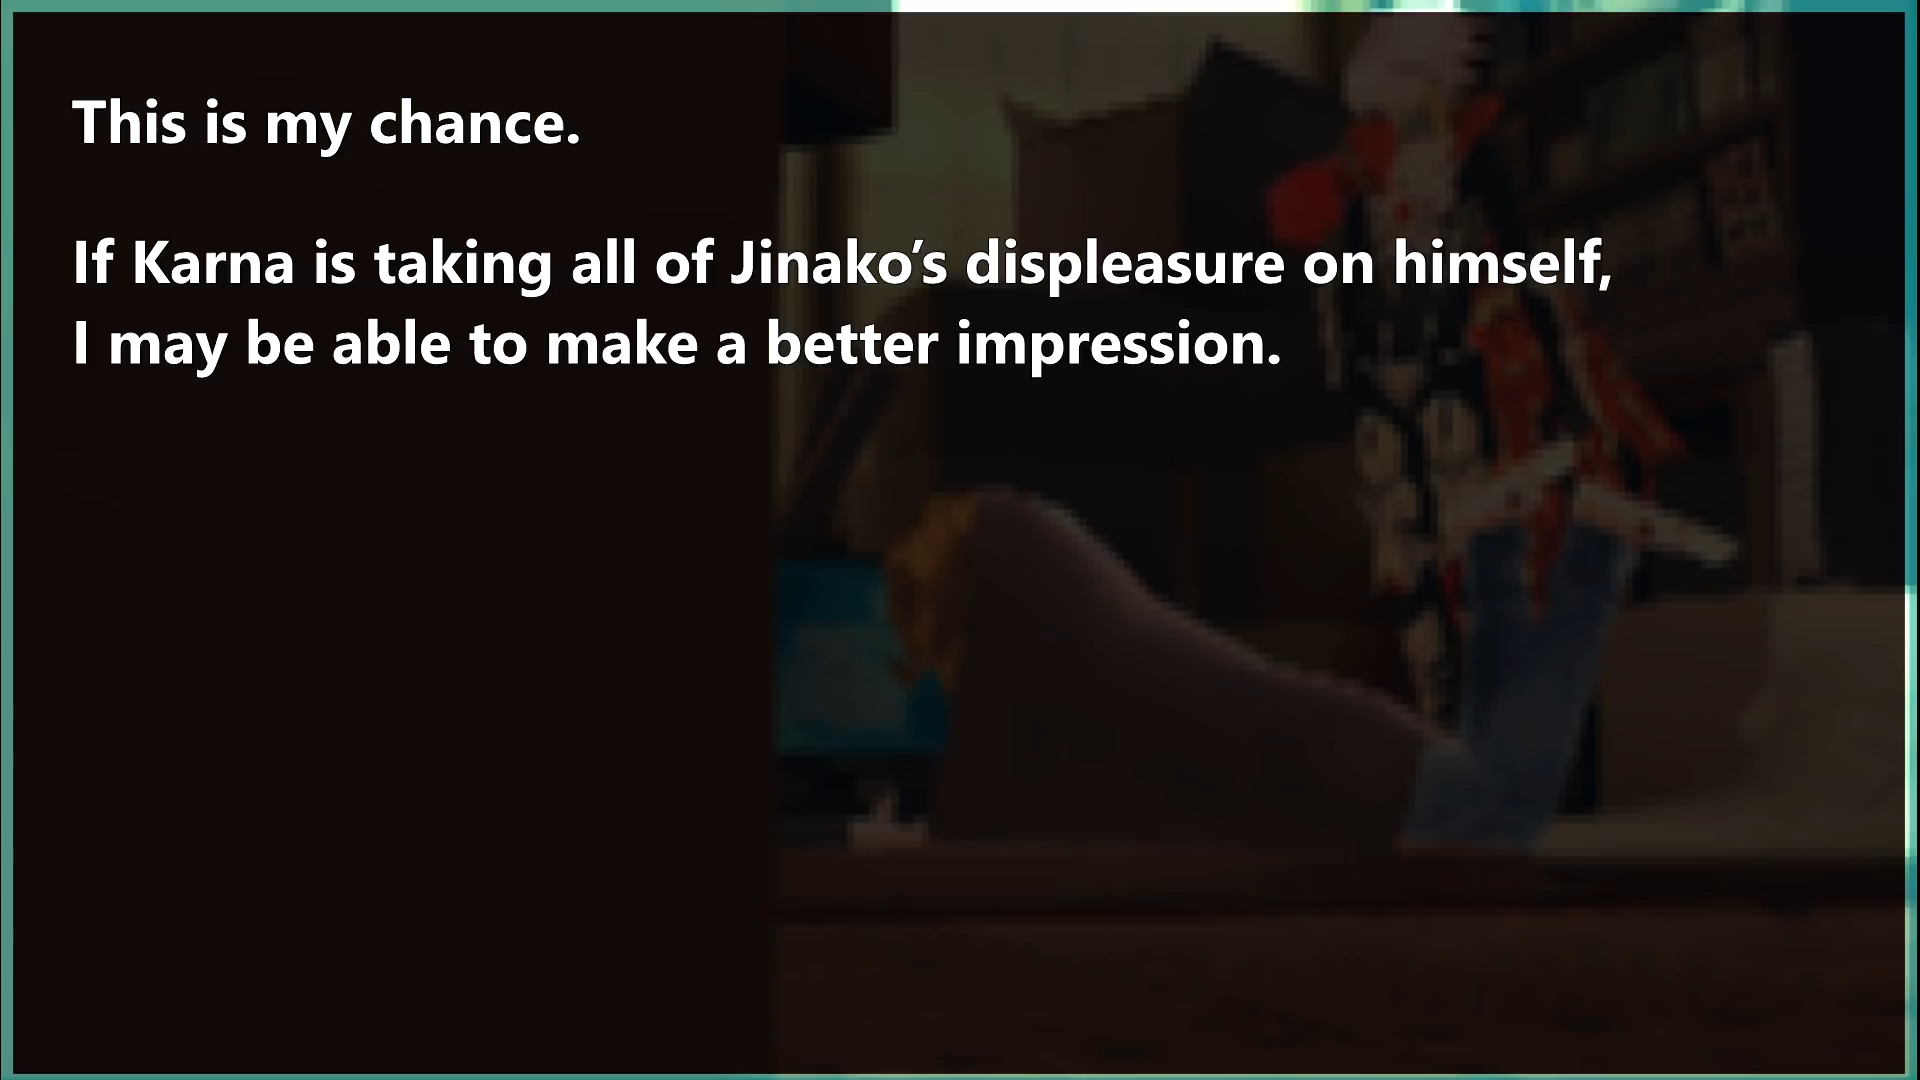 This is my chance.
If Karna is taking all of Jinako’s displeasure on himself,
I may be able to make a better impression.